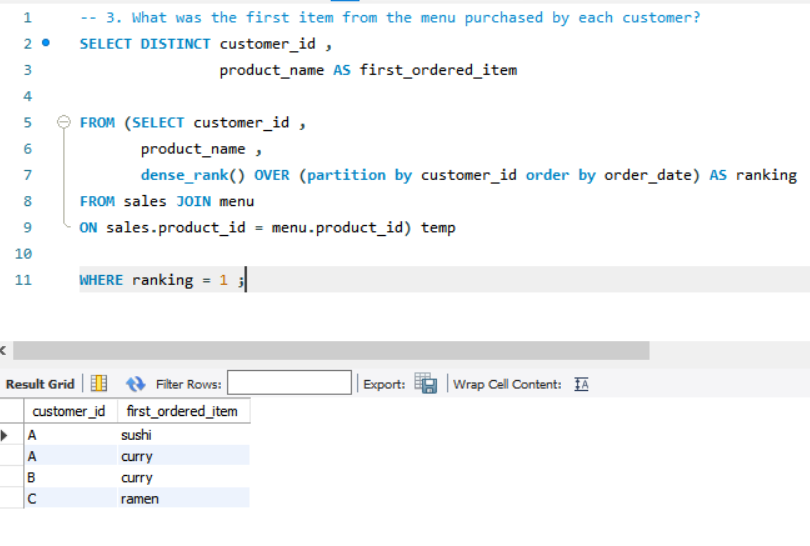 1 -- 3. What was the first item from the menu purchased by each customer?
2 SELECT DISTINCT customer_id ,
3 product_name AS first_ordered_item
4
5 FROM (SELECT customer_id ,
6 product_name ,
7 dense_rank() OVER (partition by customer_id order by order_date) AS ranking
8 FROM sales JOIN menu
9 ON sales.product_id = menu.product_id) temp
10
11 WHERE ranking = 1 ;
Result Grid Filter Rows: Export: Wrap Cell Content: IA
customer_id first_ordered_item
A sushi
A curry
B curry
C ramen